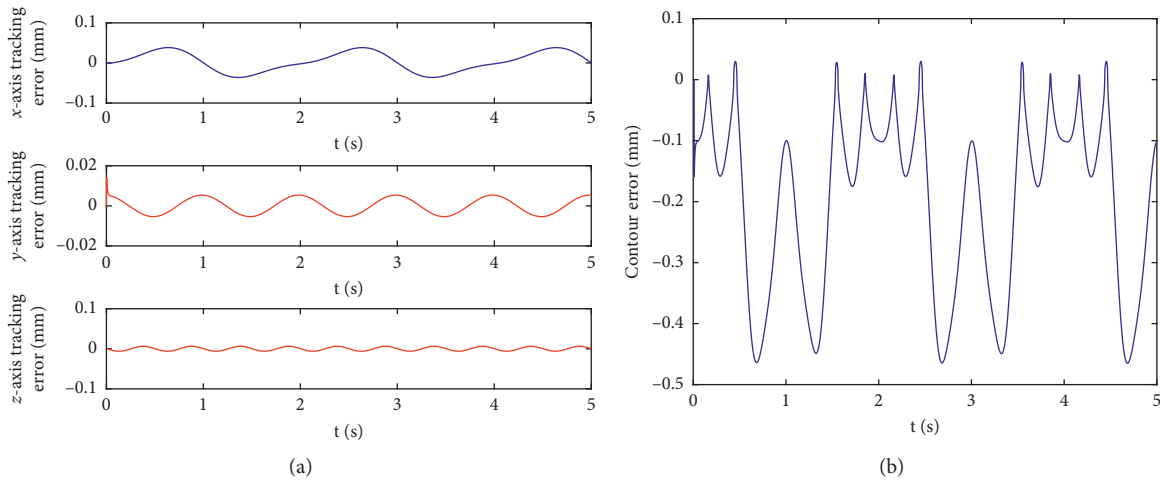 x-axis tracking
error (mm)
0.1
0
–0.1
0 1 2 3 4 5
t (s)
y-axis tracking
error (mm)
0.02
0
–0.02
0 1 2 3 4 5
t (s)
z-axis tracking
error (mm)
0.1
0
–0.1
0 1 2 3 4 5
t (s)
(a)
Contour error (mm)
0.1
0
–0.1
–0.2
–0.3
–0.4
–0.5
0 1 2 3 4 5
t (s)
(b)